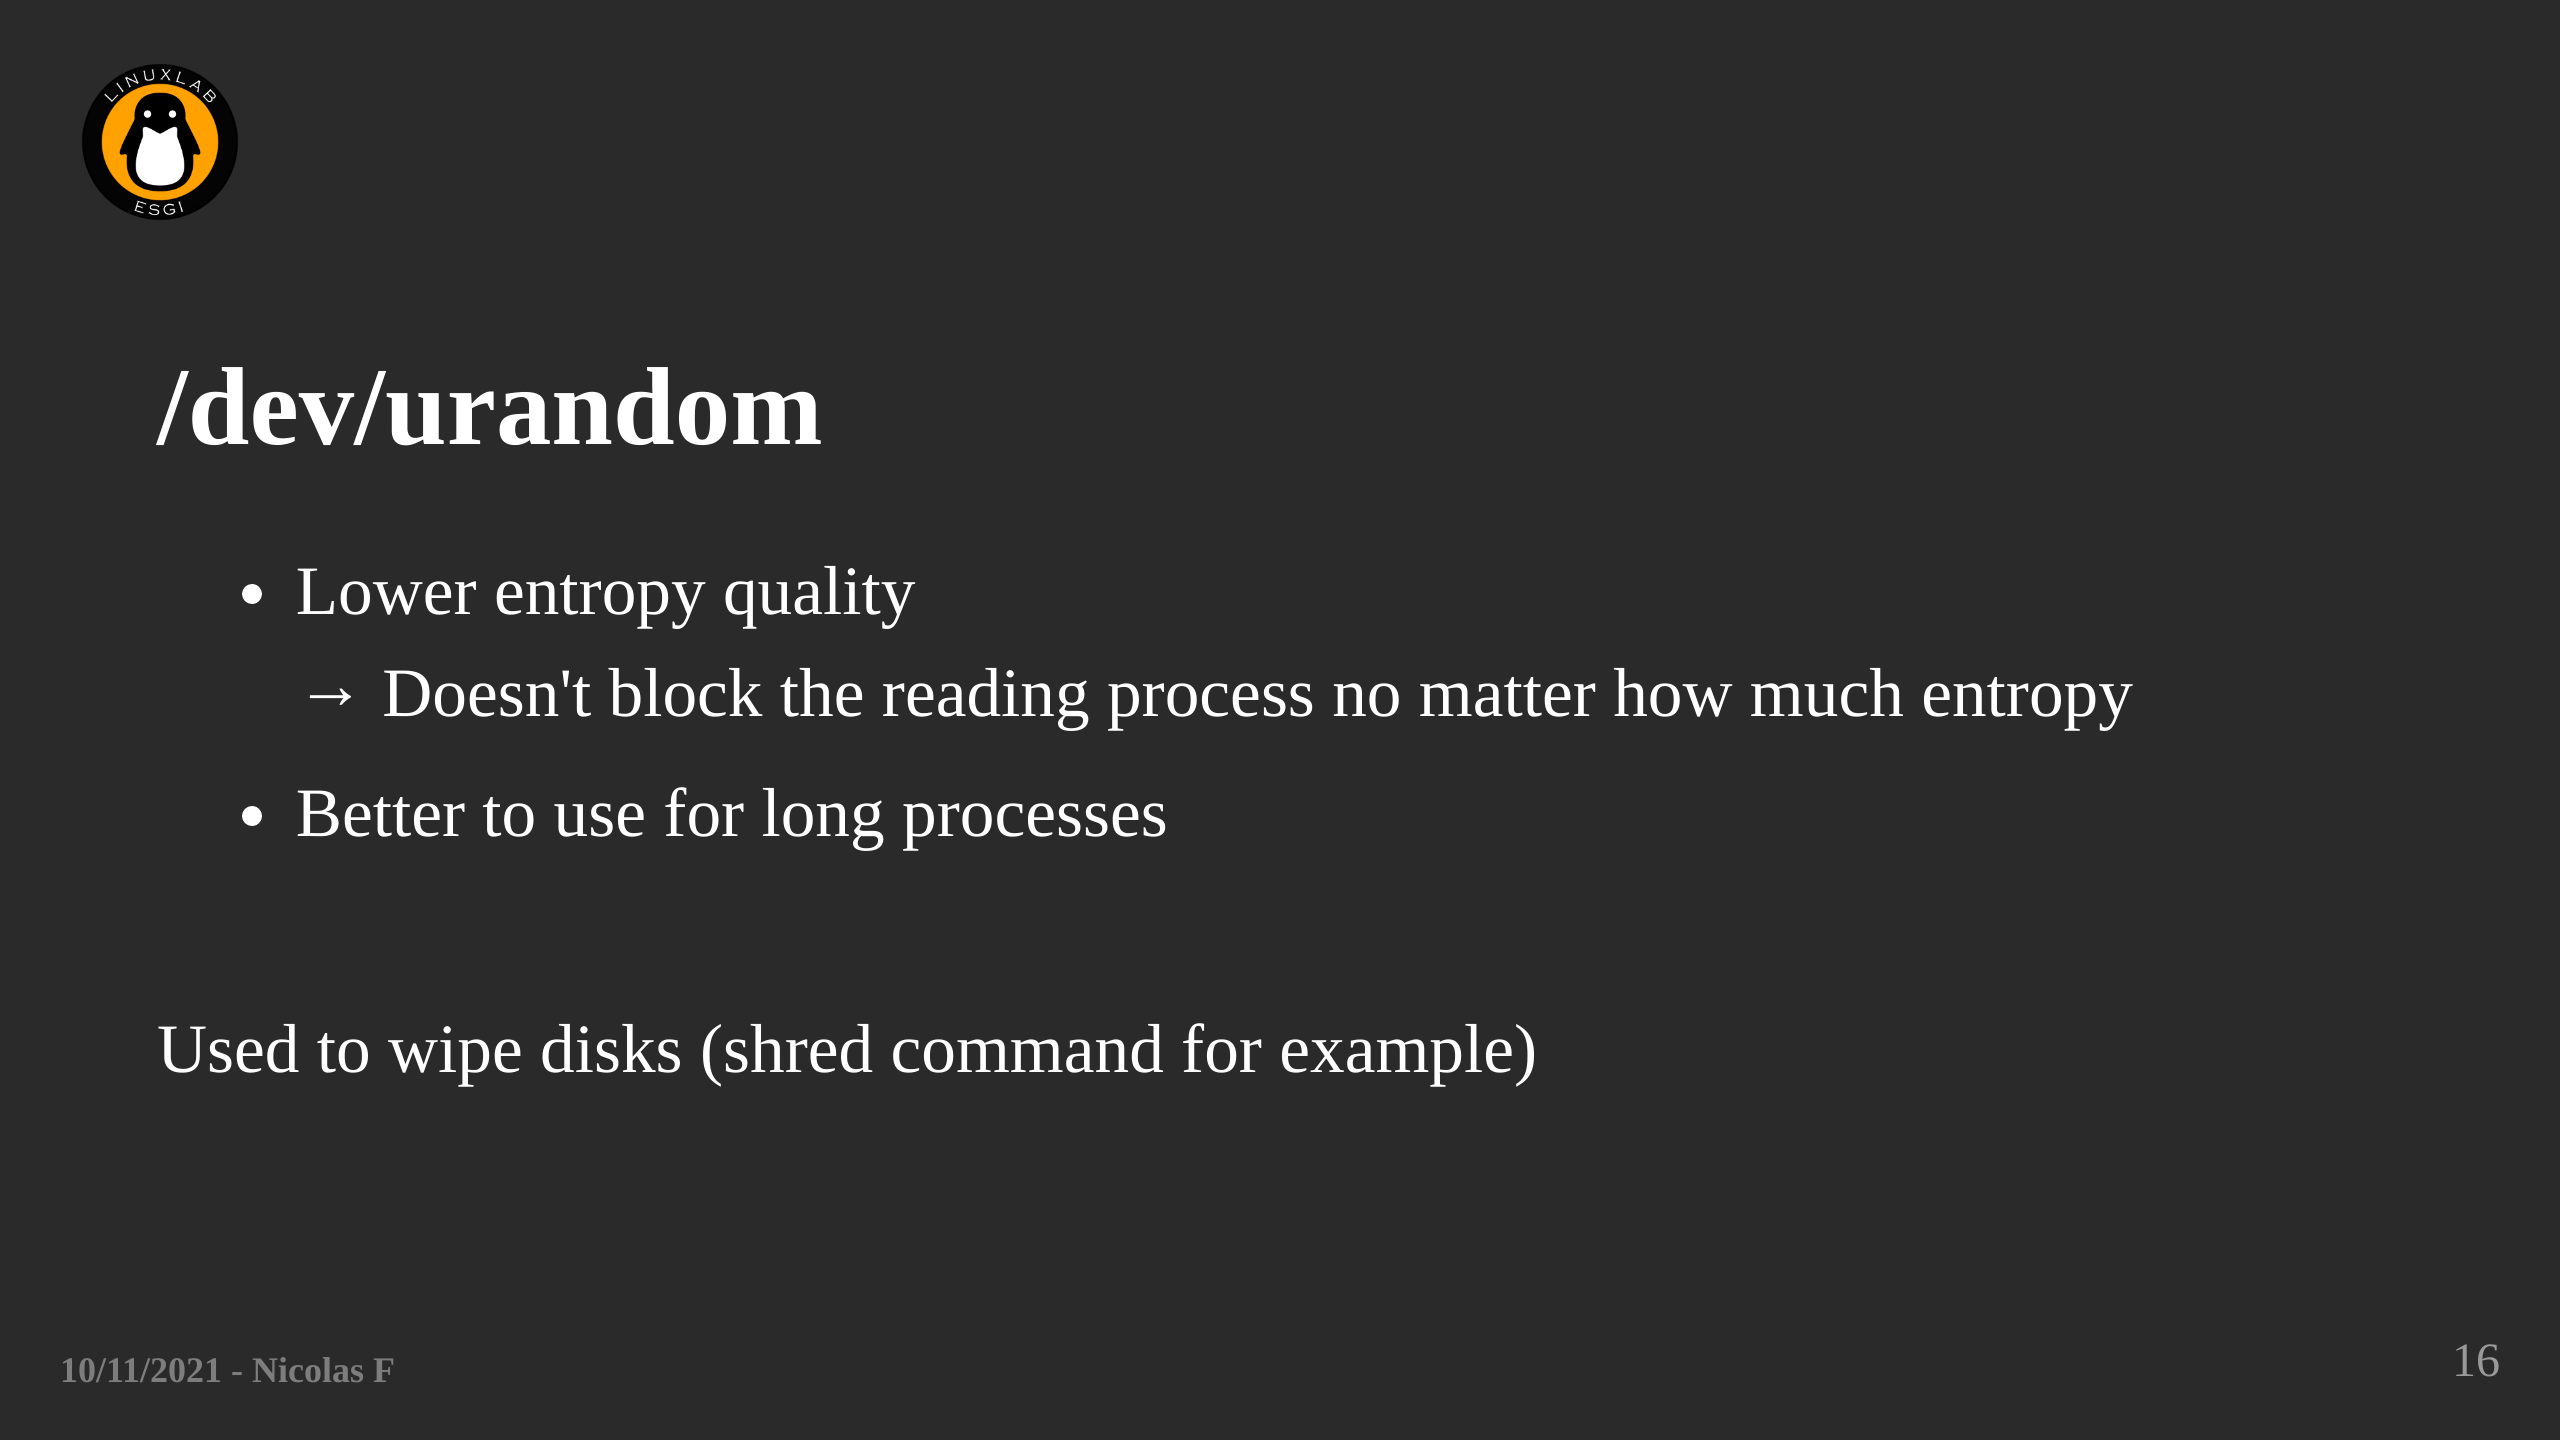 LINUXLAB
ESGI
/dev/urandom
• Lower entropy quality
→ Doesn't block the reading process no matter how much entropy
• Better to use for long processes
Used to wipe disks (shred command for example)
10/11/2021 - Nicolas F
16